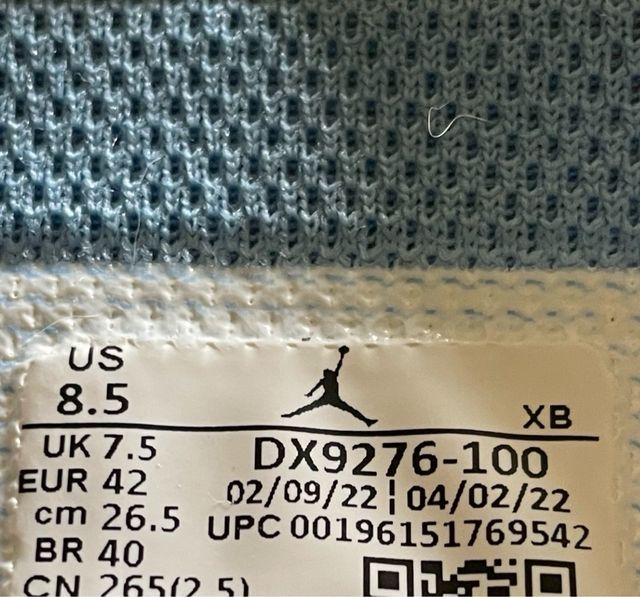 US
8.5
XB
UK 7.5
DX9276-100
EUR 42
02/09/22 | 04/02/22
cm 26.5
UPC 00196151769542
BR 40
CN 265(2.5)